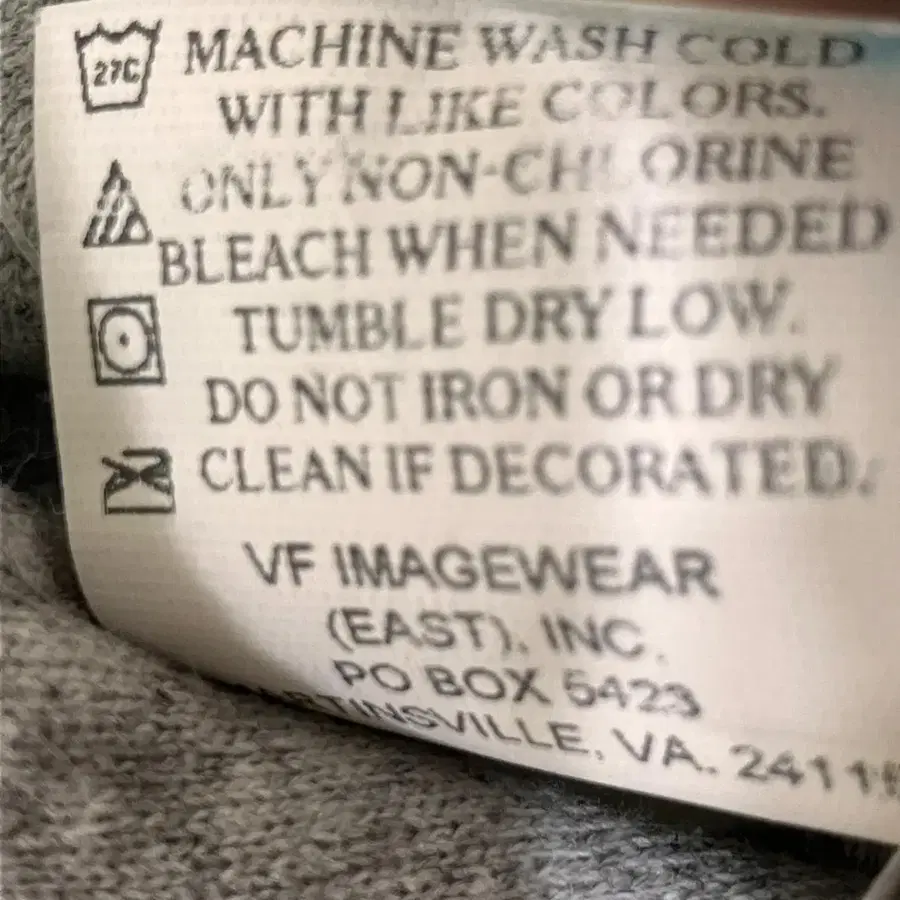 27C
MACHINE WASH COLD
WITH LIKE COLORS.
ONLY NON-CHLORINE
BLEACH WHEN NEEDED
TUMBLE DRY LOW.
DO NOT IRON OR DRY
CLEAN IF DECORATED.
VF IMAGEWEAR
(EAST), INC.
PO BOX 5423
VA.